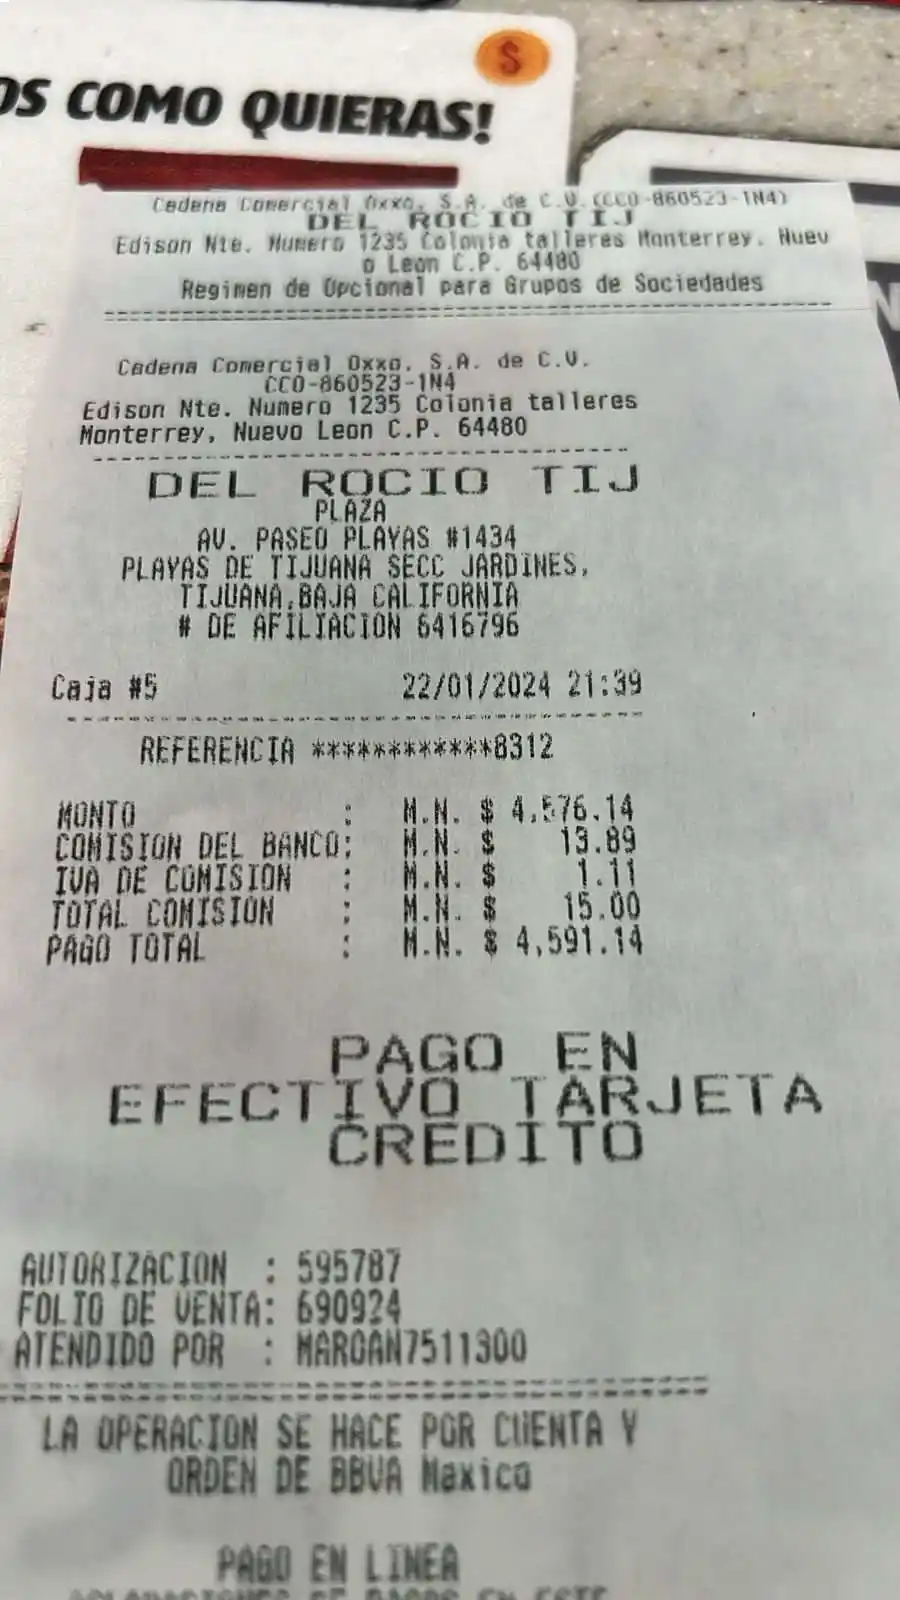 $
OS COMO QUIERAS!
Cadena Comercial Oxxo, S.A. de C.V.(CCO-860523-1N4)
DEL ROCIO TIJ
Edison Nte. Numero 1235 Colonia talleres Monterrey. Nuev
o Leon C.P. 64480
Regimen de Opcional para Grupos de Sociedades
Cadena Comercial Oxxo, S.A. de C.V.
CCO-860523-1N4
Edison Nte. Numero 1235 Colonia talleres
Monterrey, Nuevo Leon C.P. 64480
DEL ROCIO TIJ
PLAZA
AV. PASEO PLAYAS #1434
PLAYAS DE TIJUANA SECC JARDINES,
TIJUANA,BAJA CALIFORNIA
# DE AFILIACION 6416796
Caja #5 22/01/2024 21:39
REFERENCIA ************8312
MONTO : M.N. $ 4,576.14
COMISION DEL BANCO: M.N. $ 13.89
IVA DE COMISION : M.N. $ 1.11
TOTAL COMISION : M.N. $ 15.00
PAGO TOTAL : M.N. $ 4,591.14
PAGO EN
EFECTIVO TARJETA
CREDITO
AUTORIZACION : 595787
FOLIO DE VENTA: 690924
ATENDIDO POR : MARGAN7511300
LA OPERACION SE HACE POR CUENTA Y
ORDEN DE BBVA Mexico
PAGO EN LINEA